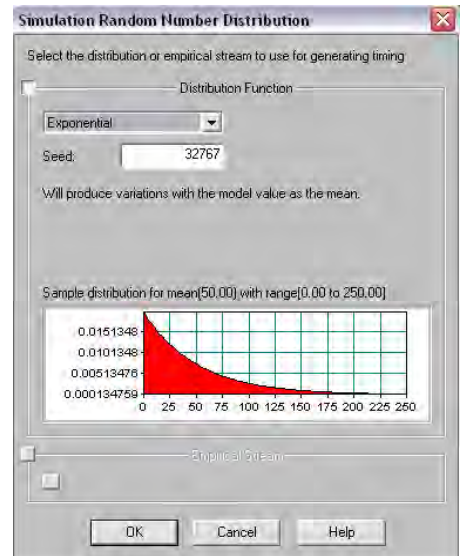 Simulation Random Number Distribution
Select the distribution or empirical stream to use for generating timing
Distribution Function
Exponential
Seed: 32767
Will produce variations with the model value as the mean.
Sample distribution for mean(50.00) with range[0.00 to 250.00]
0.0151348
0.0101348
0.00513476
0.000134759
0 25 50 75 100 125 150 175 200 225 250
Empirical Stream
OK Cancel Help